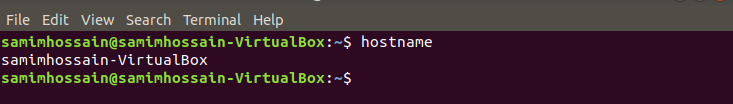 File Edit View Search Terminal Help
samimhossain@samimhossain-VirtualBox:~$ hostname
samimhossain-VirtualBox
samimhossain@samimhossain-VirtualBox:~$